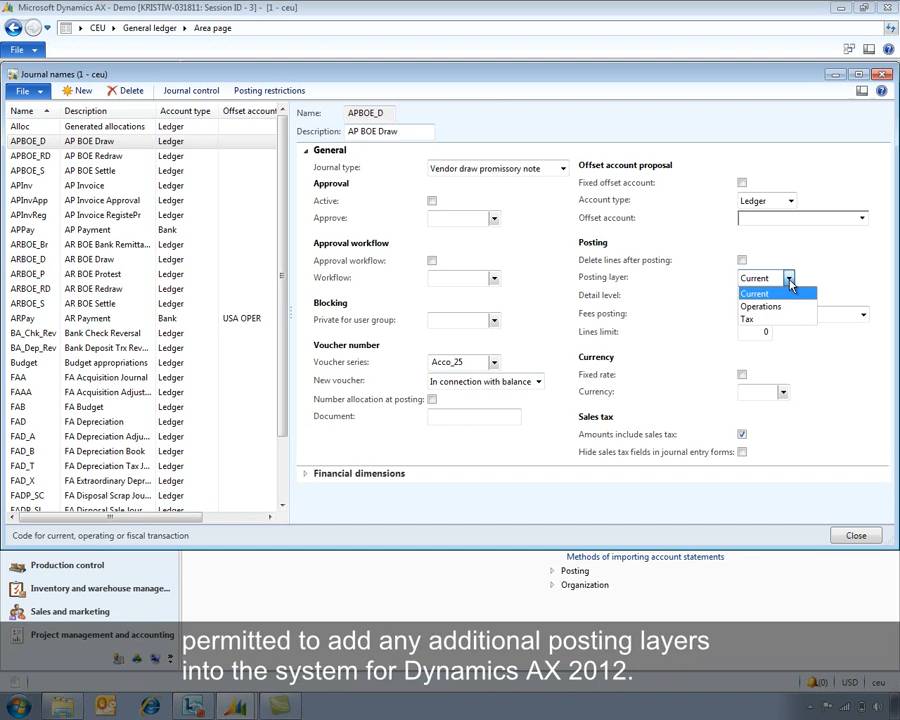 Microsoft Dynamics AX - Demo [KRISTIW-031811: Session ID - 3] - [1 - ceu]
CEU General ledger Area page
File
Journal names (1 - ceu)
File New Delete Journal control Posting restrictions
Name Description Account type Offset account
Alloc Generated allocations Ledger
APBOE_D AP BOE Draw Ledger
APBOE_RD AP BOE Redraw Ledger
APBOE_S AP BOE Settle Ledger
APInv AP Invoice Ledger
APInvApp AP Invoice Approval Ledger
APInvReg AP Invoice RegistePr Ledger
APPay AP Payment Bank
ARBOE_Br AR BOE Bank Remitta... Ledger
ARBOE_D AR BOE Draw Ledger
ARBOE_P AR BOE Protest Ledger
ARBOE_RD AR BOE Redraw Ledger
ARBOE_S AR BOE Settle Ledger
ARPay AR Payment Bank USA OPER
BA_Chk_Rev Bank Check Reversal Ledger
BA_Dep_Rev Bank Deposit Trx Rev... Ledger
Budget Budget appropriations Ledger
FAA FA Acquisition Journal Ledger
FAAA FA Acquisition Adjust... Ledger
FAB FA Budget Ledger
FAD FA Depreciation Ledger
FAD_A FA Depreciation Adju... Ledger
FAD_B FA Depreciation Book Ledger
FAD_T FA Depreciation Tax J... Ledger
FAD_X FA Extraordinary Depr... Ledger
FADP_SC FA Disposal Scrap Jou... Ledger
FADP_SL FA Disposal Sale Jour... Ledger
Name: APBOE_D
Description: AP BOE Draw
General
Journal type: Vendor draw promissory note
Approval
Active:
Approve:
Approval workflow
Approval workflow:
Workflow:
Blocking
Private for user group:
Voucher number
Voucher series: Acco_25
New voucher: In connection with balance
Number allocation at posting:
Document:
Offset account proposal
Fixed offset account:
Account type: Ledger
Offset account:
Posting
Delete lines after posting:
Posting layer: Current
Current
Operations
Tax
Detail level:
Fees posting:
Lines limit: 0
Currency
Fixed rate:
Currency:
Sales tax
Amounts include sales tax:
Hide sales tax fields in journal entry forms:
Financial dimensions
Code for current, operating or fiscal transaction Close
Production control
Inventory and warehouse manage...
Sales and marketing
Project management and accounting
Methods of importing account statements
Posting
Organization
permitted to add any additional posting layers
into the system for Dynamics AX 2012.
(0) USD ceu